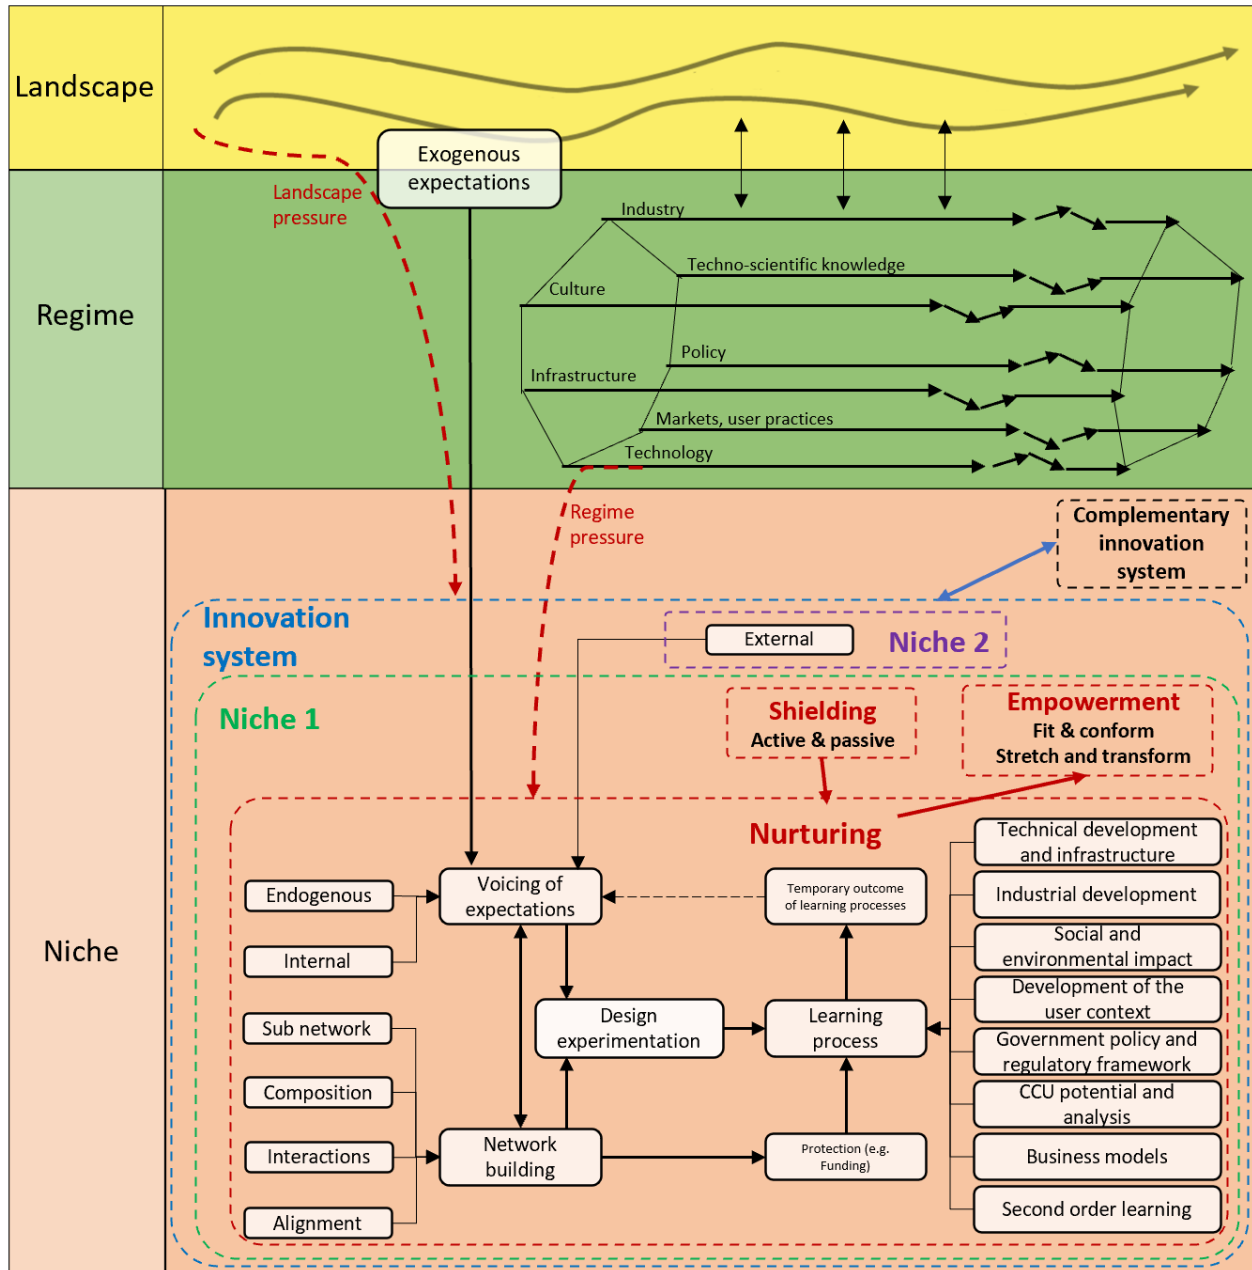 Landscape
Exogenous
expectations
Landscape
pressure
Regime
Industry
Techno-scientific knowledge
Culture
Policy
Infrastructure
Markets, user practices
Technology
Regime
pressure
Complementary
innovation
system
Innovation
system
External
Niche 2
Niche 1
Shielding
Active & passive
Empowerment
Fit & conform
Stretch and transform
Nurturing
Niche
Endogenous
Internal
Sub network
Composition
Interactions
Alignment
Voicing of
expectations
Design
experimentation
Network
building
Temporary outcome
of learning processes
Learning
process
Protection (e.g.
Funding)
Technical development
and infrastructure
Industrial development
Social and
environmental impact
Development of the
user context
Government policy and
regulatory framework
CCU potential and
analysis
Business models
Second order learning